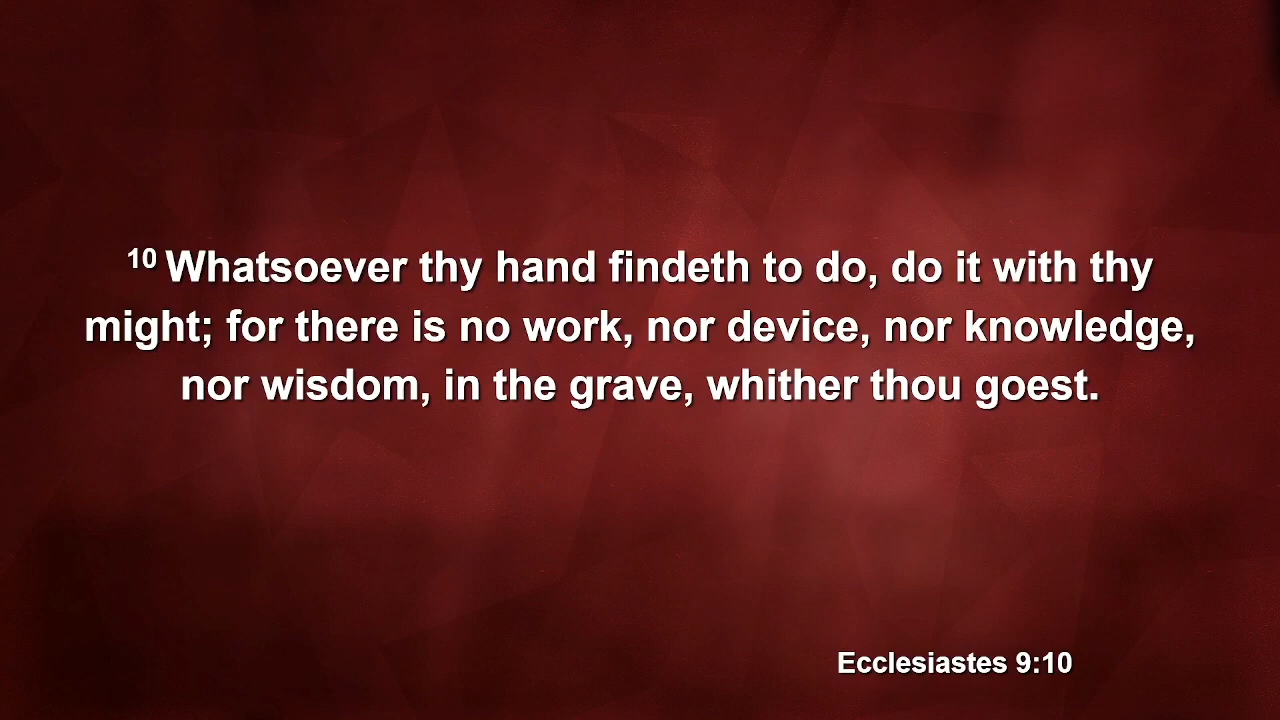 10 Whatsoever thy hand findeth to do, do it with thy
might; for there is no work, nor device, nor knowledge,
nor wisdom, in the grave, whither thou goest.
Ecclesiastes 9:10